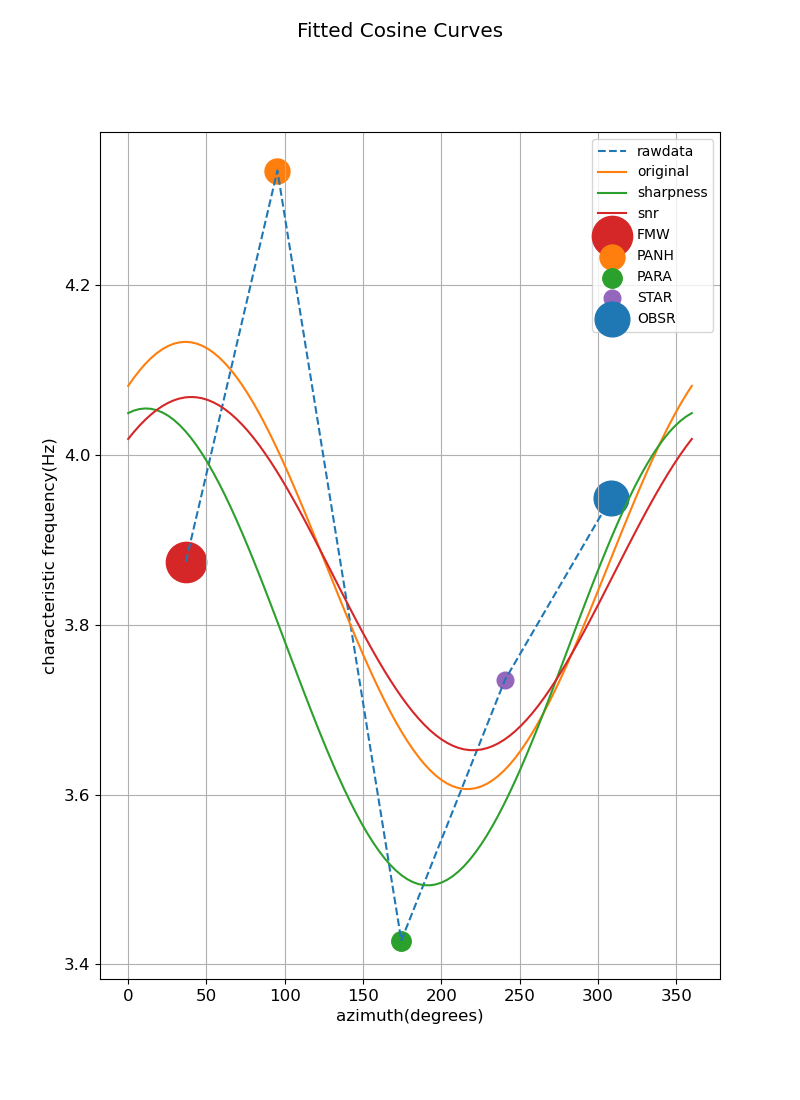 Fitted Cosine Curves
rawdata
original
sharpness
snr
FMW
PANH
PARA
STAR
OBSR
characteristic frequency(Hz)
4.2
4.0
3.8
3.6
3.4
0 50 100 150 200 250 300 350
azimuth(degrees)